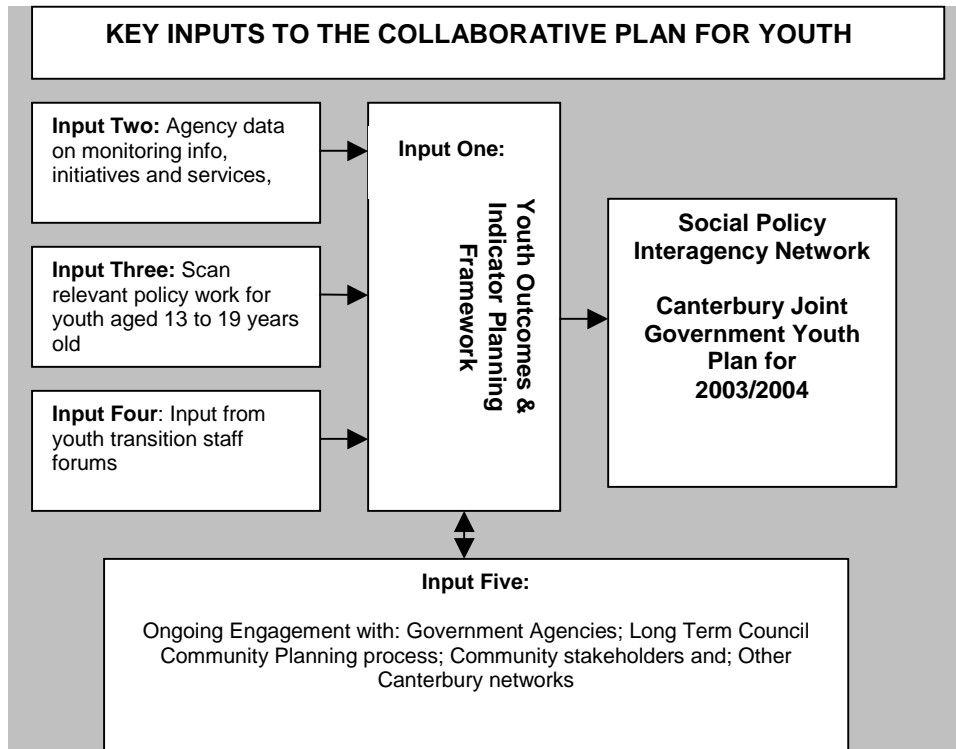 KEY INPUTS TO THE COLLABORATIVE PLAN FOR YOUTH
Input Two: Agency data
on monitoring info,
initiatives and services,
Input Three: Scan
relevant policy work for
youth aged 13 to 19 years
old
Input Four: Input from
youth transition staff
forums
Input One:
Youth Outcomes &
Indicator Planning
Framework
Social Policy
Interagency Network
Canterbury Joint
Government Youth
Plan for
2003/2004
Input Five:
Ongoing Engagement with: Government Agencies; Long Term Council
Community Planning process; Community stakeholders and; Other
Canterbury networks